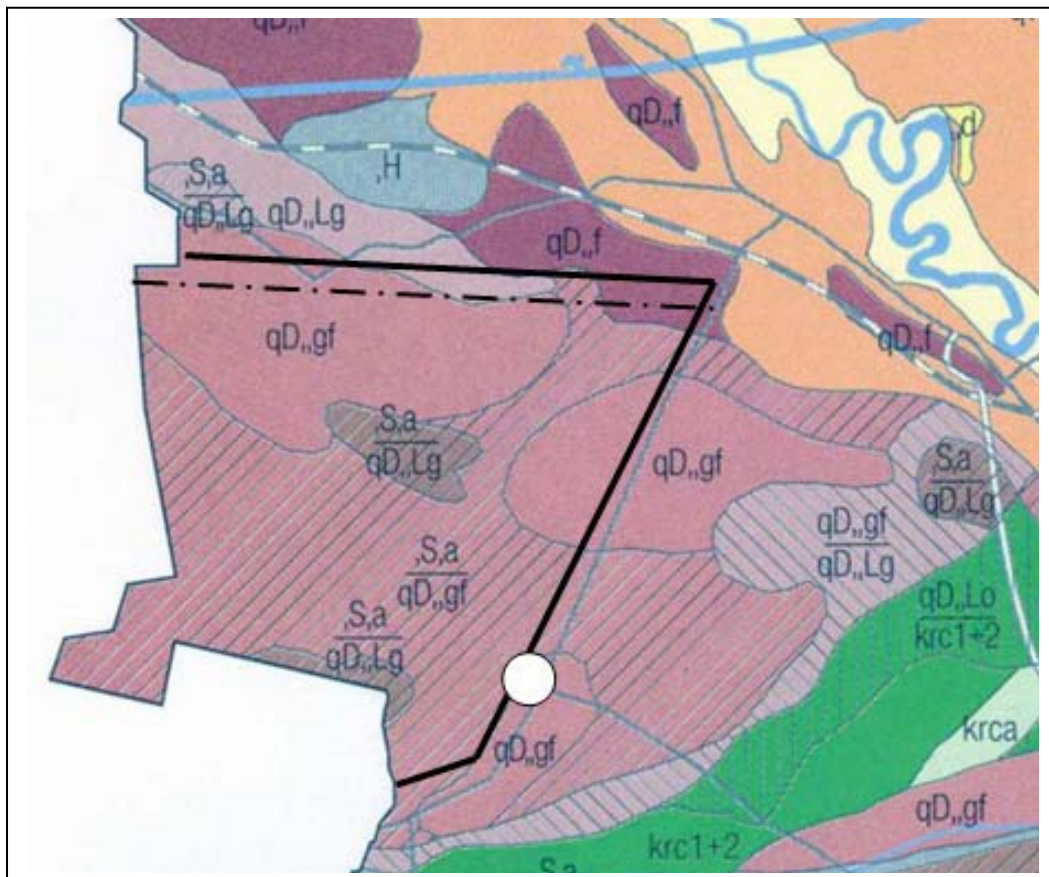 qD,,f
qD,,f
,d
,H
,S,a
qD,,Lg
qD,,Lg
qD,,f
qD,,gf
qD,,f
,S,a
qD,,Lg
qD,,gf
,S,a
qD,,Lg
qD,,gf
qD,,Lg
,S,a
qD,,gf
qD,,Lo
krc1+2
,S,a
qD,,Lg
krca
qD,,gf
qD,,gf
krc1+2
S,a